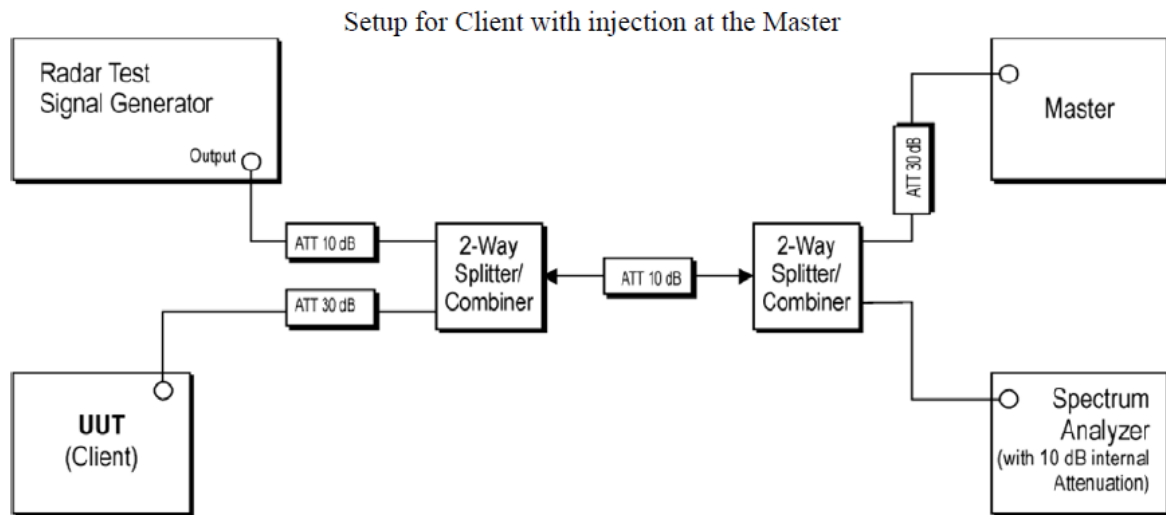 Setup for Client with injection at the Master
Radar Test
Signal Generator
Output
ATT 10 dB
ATT 30 dB
2-Way
Splitter/
Combiner
ATT 10 dB
2-Way
Splitter/
Combiner
ATT 30 dB
Master
UUT
(Client)
Spectrum
Analyzer
(with 10 dB internal
Attenuation)